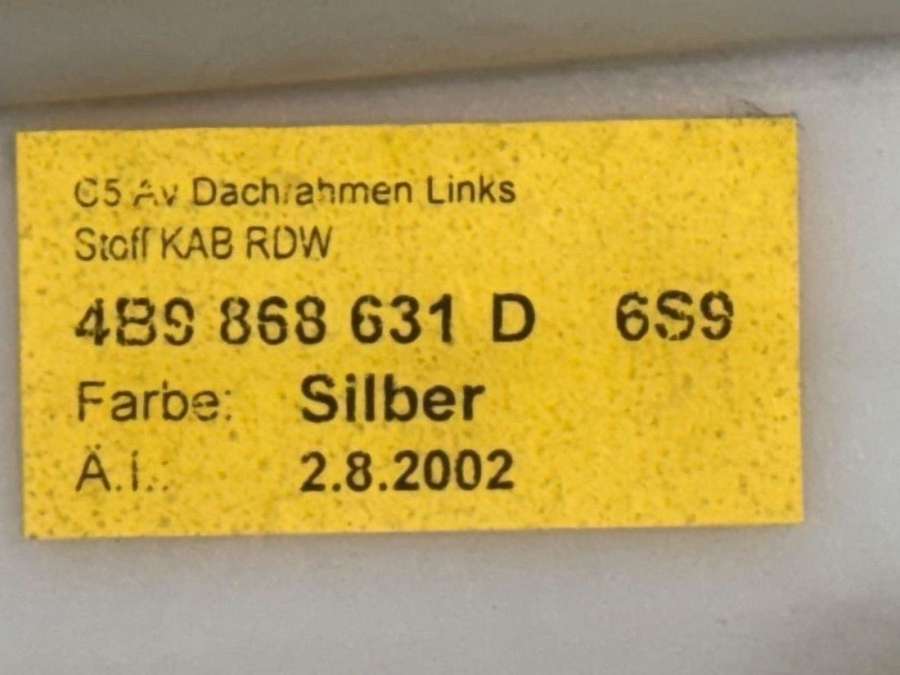 C5 Av Dachrahmen Links
Stoff KAB RDW
4B9 868 631 D 6S9
Farbe: Silber
Ä.I.: 2.8.2002